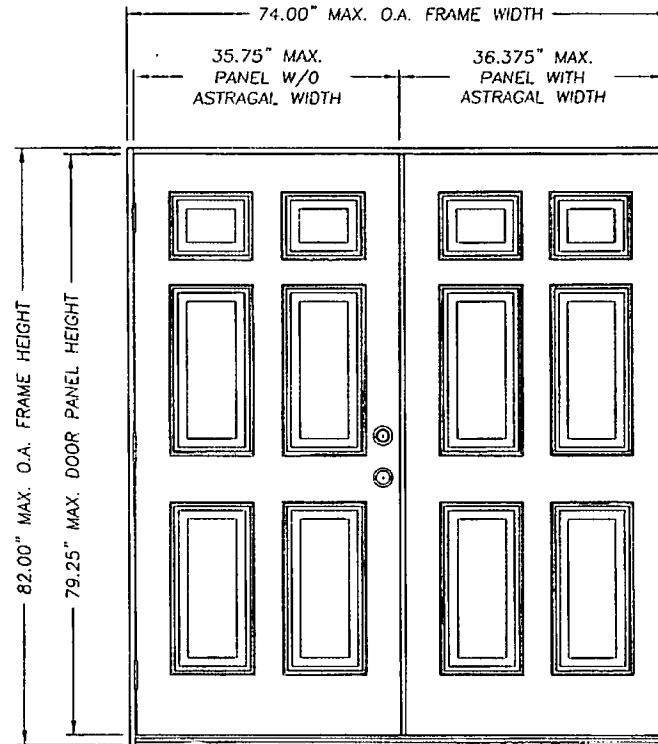 74.00" MAX. O.A. FRAME WIDTH
35.75" MAX.
PANEL W/O
ASTRAGAL WIDTH
36.375" MAX.
PANEL WITH
ASTRAGAL WIDTH
82.00" MAX. O.A. FRAME HEIGHT
79.25" MAX. DOOR PANEL HEIGHT